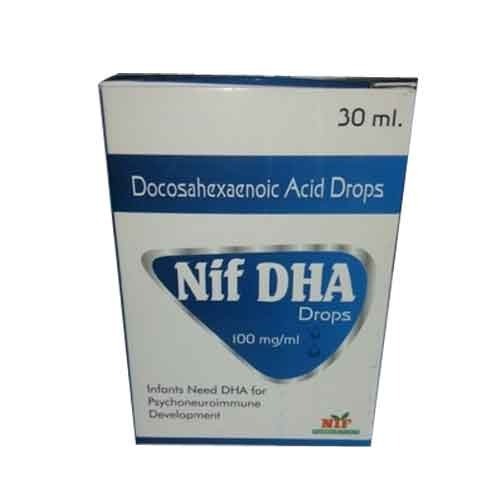 30 ml.
Docosahexaenoic Acid Drops
Nif DHA
Drops
100 mg/ml
Infants Need DHA for
Psychoneuroimmune
Development
NIF